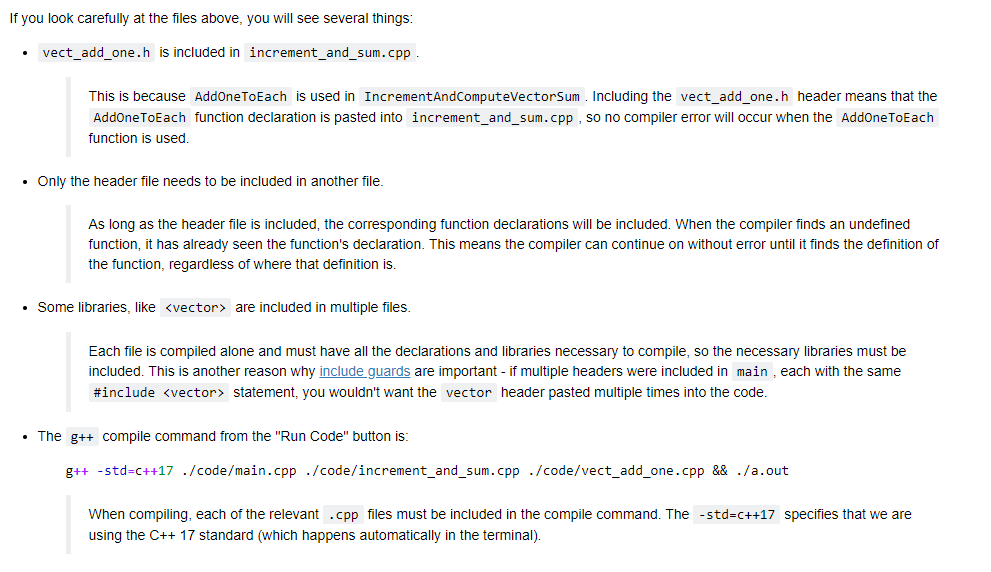 If you look carefully at the files above, you will see several things:
• vect_add_one.h is included in increment_and_sum.cpp .
This is because AddOneToEach is used in IncrementAndComputeVectorSum . Including the vect_add_one.h header means that the
AddOneToEach function declaration is pasted into increment_and_sum.cpp , so no compiler error will occur when the AddOneToEach
function is used.
• Only the header file needs to be included in another file.
As long as the header file is included, the corresponding function declarations will be included. When the compiler finds an undefined
function, it has already seen the function's declaration. This means the compiler can continue on without error until it finds the definition of
the function, regardless of where that definition is.
• Some libraries, like <vector> are included in multiple files.
Each file is compiled alone and must have all the declarations and libraries necessary to compile, so the necessary libraries must be
included. This is another reason why include guards are important - if multiple headers were included in main , each with the same
#include <vector> statement, you wouldn't want the vector header pasted multiple times into the code.
• The g++ compile command from the "Run Code" button is:
g++ -std=c++17 ./code/main.cpp ./code/increment_and_sum.cpp ./code/vect_add_one.cpp && ./a.out
When compiling, each of the relevant .cpp files must be included in the compile command. The -std=c++17 specifies that we are
using the C++ 17 standard (which happens automatically in the terminal).